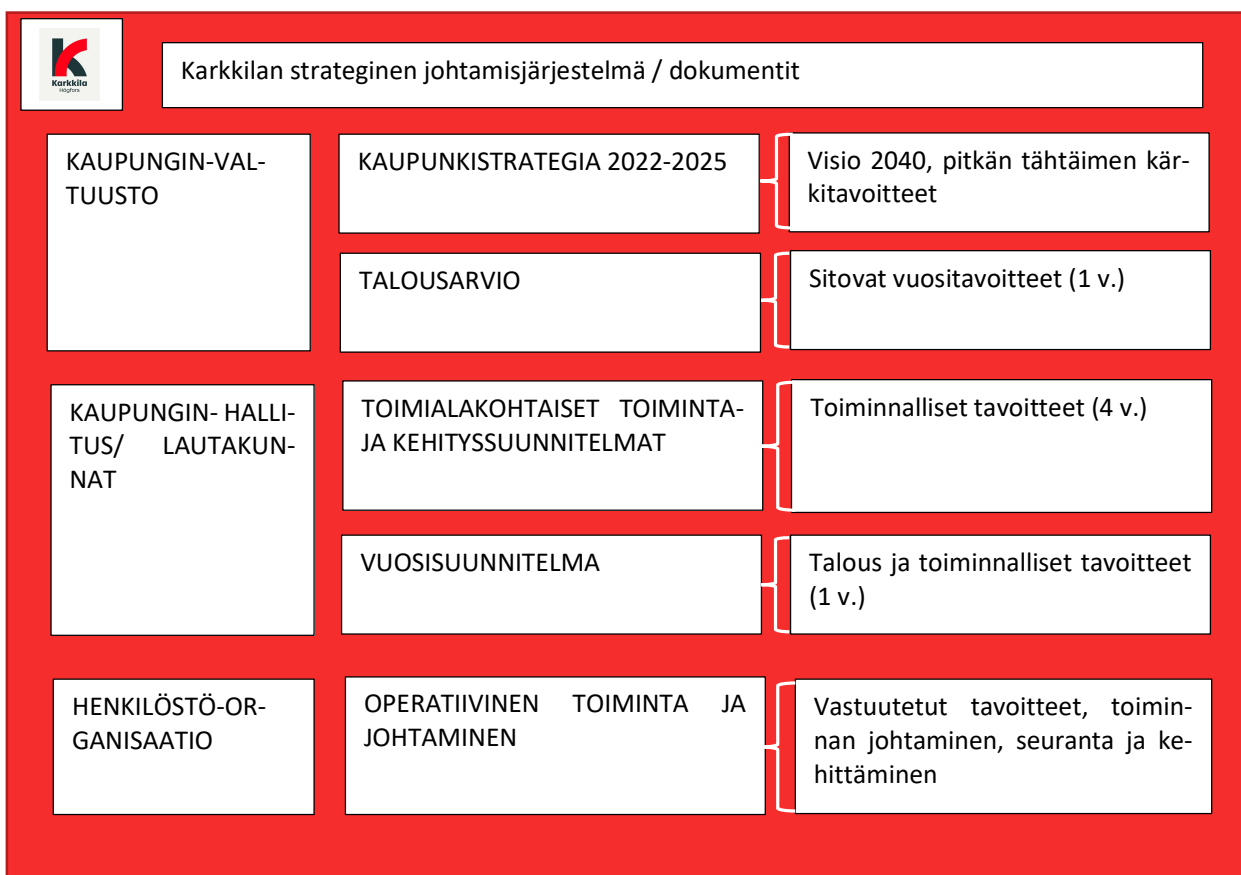 Karkkila
Högfors
Karkkilan strateginen johtamisjärjestelmä / dokumentit
KAUPUNGIN-VAL-
TUUSTO
KAUPUNKISTRATEGIA 2022-2025
Visio 2040, pitkän tähtäimen kär-
kitavoitteet
TALOUSARVIO
Sitovat vuositavoitteet (1 v.)
KAUPUNGIN- HALLI-
TUS/ LAUTAKUN-
NAT
TOIMIALAKOHTAISET TOIMINTA-
JA KEHITYSSUUNNITELMAT
Toiminnalliset tavoitteet (4 v.)
VUOSISUUNNITELMA
Talous ja toiminnalliset tavoitteet
(1 v.)
HENKILÖSTÖ-OR-
GANISAATIO
OPERATIIVINEN TOIMINTA JA
JOHTAMINEN
Vastuutetut tavoitteet, toimin-
nan johtaminen, seuranta ja ke-
hittäminen